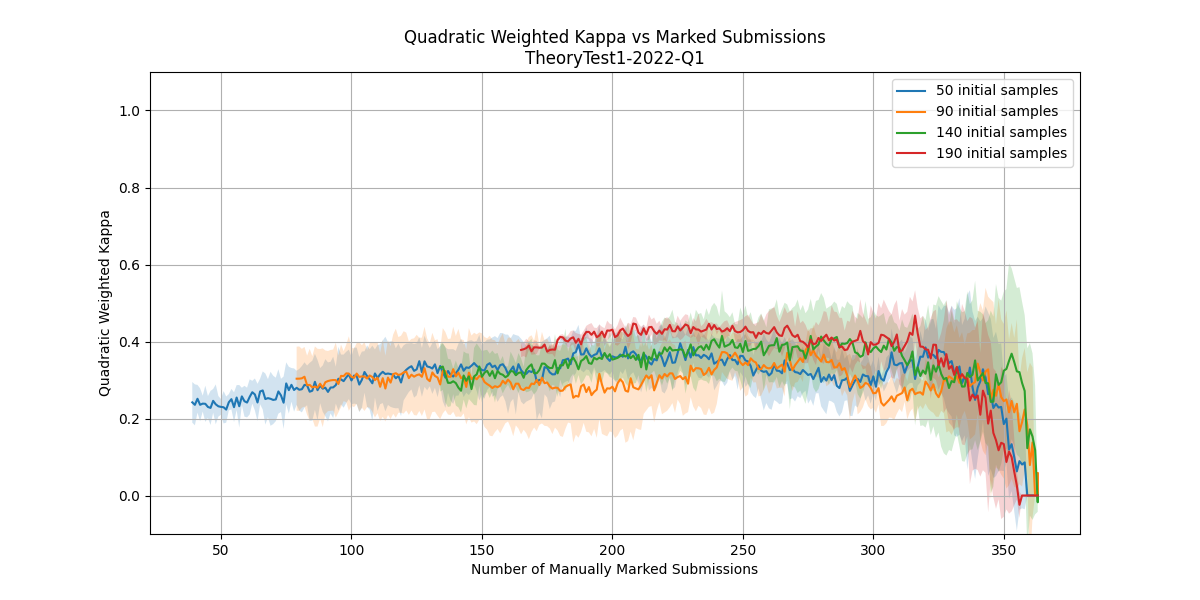 Quadratic Weighted Kappa vs Marked Submissions
TheoryTest1-2022-Q1
50 initial samples
90 initial samples
140 initial samples
190 initial samples
1.0
0.8
0.6
0.4
0.2
0.0
Quadratic Weighted Kappa
50
100
150
200
250
300
350
Number of Manually Marked Submissions